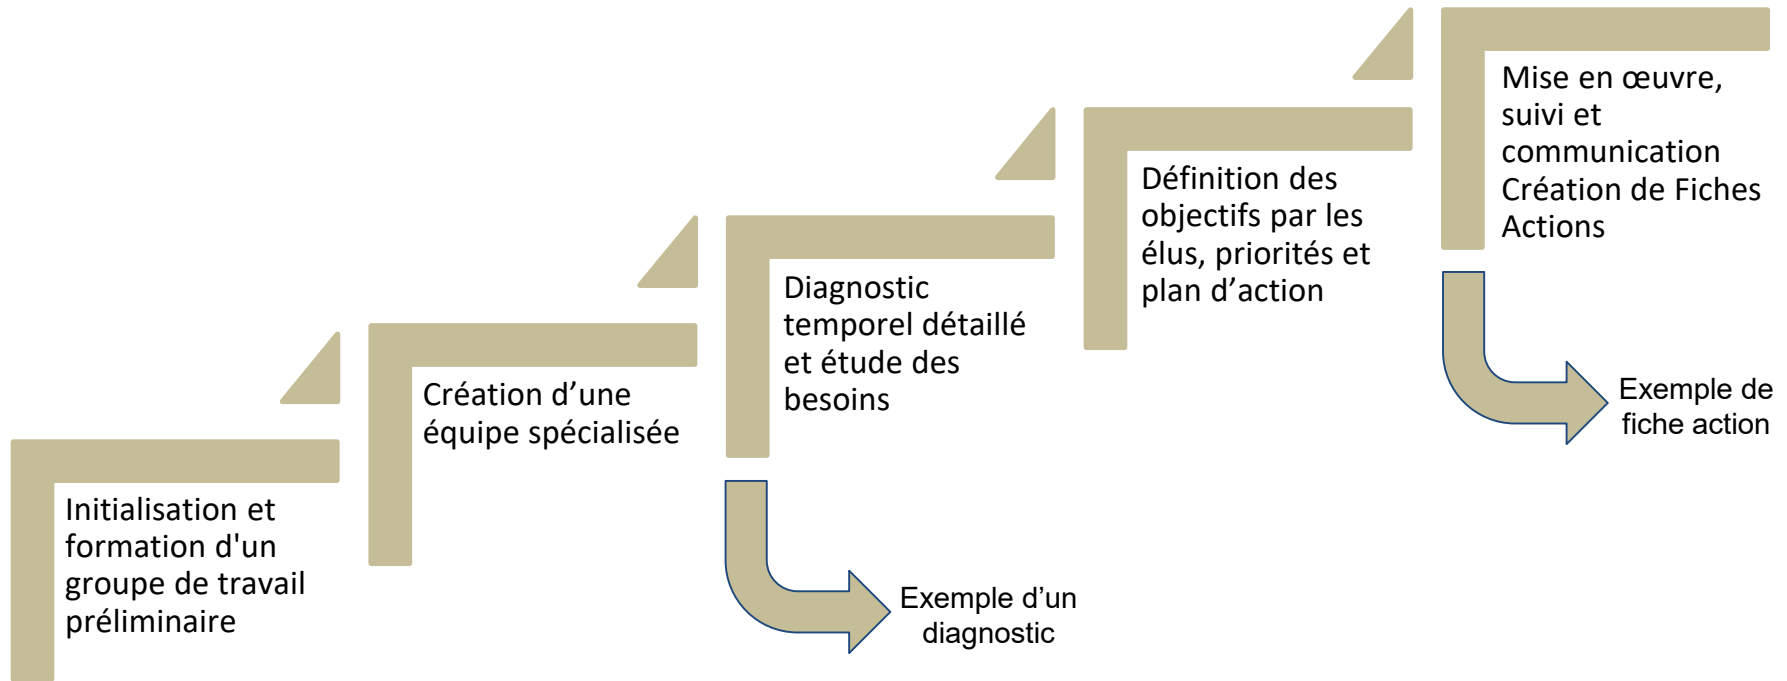 Initialisation et
formation d'un
groupe de travail
préliminaire
Création d’une
équipe spécialisée
Diagnostic
temporel détaillé
et étude des
besoins
Exemple d’un
diagnostic
Définition des
objectifs par les
élus, priorités et
plan d’action
Mise en œuvre,
suivi et
communication
Création de Fiches
Actions
Exemple de
fiche action